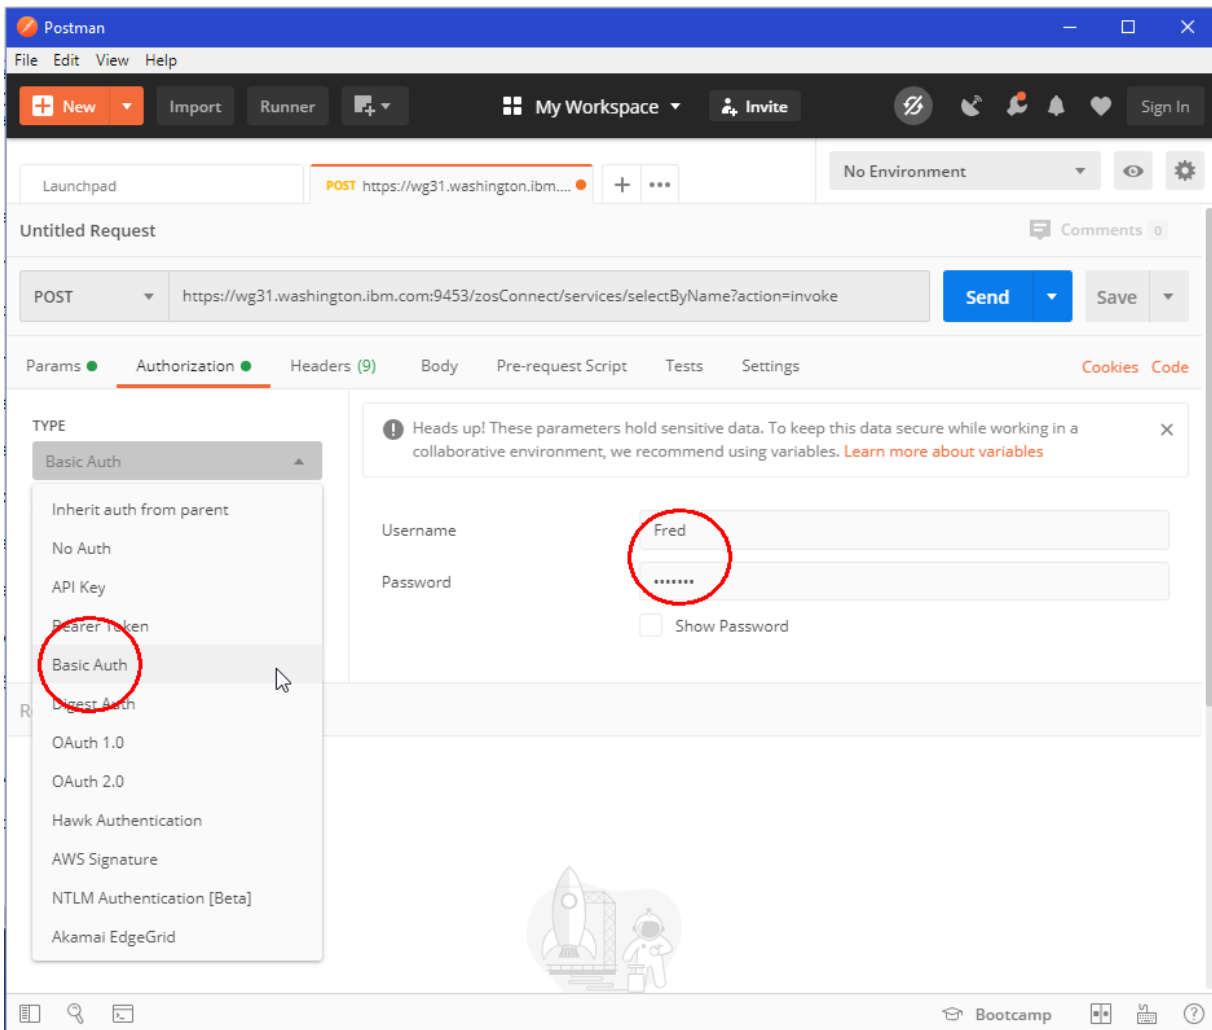 Postman
File Edit View Help
New Import Runner My Workspace Invite Sign In
Launchpad POST https://wg31.washington.ibm.... + ••• No Environment
Untitled Request Comments 0
POST https://wg31.washington.ibm.com:9453/zosConnect/services/selectByName?action=invoke Send Save
Params Authorization Headers (9) Body Pre-request Script Tests Settings Cookies Code
TYPE
Basic Auth
Heads up! These parameters hold sensitive data. To keep this data secure while working in a
collaborative environment, we recommend using variables. Learn more about variables
Inherit auth from parent
No Auth
API Key
Bearer Token
Basic Auth
Digest Auth
OAuth 1.0
OAuth 2.0
Hawk Authentication
AWS Signature
NTLM Authentication [Beta]
Akamai EdgeGrid
Username Fred
Password •••••••
Show Password
R
Bootcamp